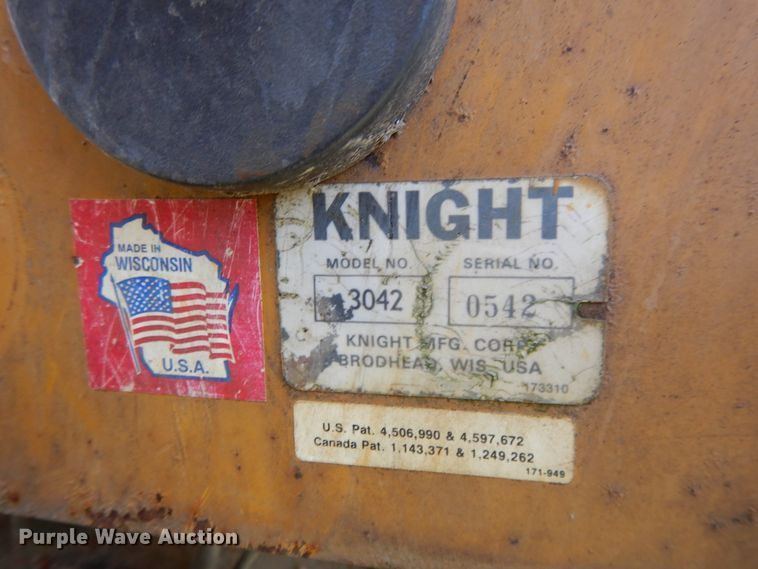 MADE IN
WISCONSIN
U.S.A.
KNIGHT
MODEL NO.
SERIAL NO.
3042
0542
KNIGHT MFG. CORP.
BRODHEAD, WIS. USA
173310
U.S. Pat. 4,506,990 & 4,597,672
Canada Pat. 1,143,371 & 1,249,262
171-949
Purple Wave Auction